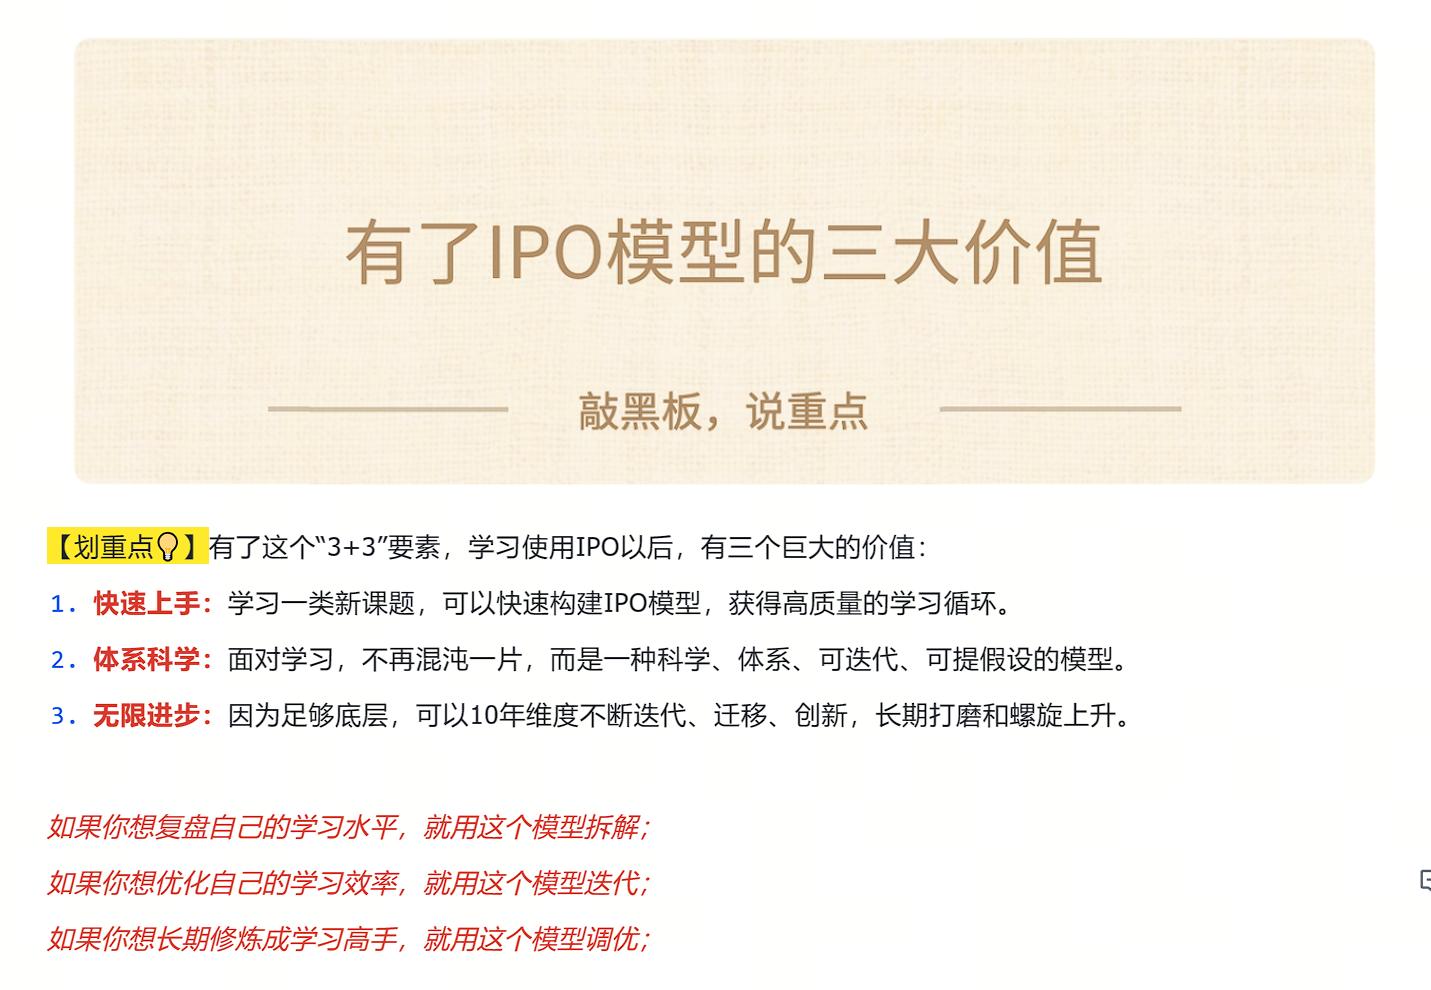 有了IPO模型的三大价值
敲黑板，说重点
【划重点💡】有了这个“3+3”要素，学习使用IPO以后，有三个巨大的价值：
1. 快速上手：学习一类新课题，可以快速构建IPO模型，获得高质量的学习循环。
2. 体系科学：面对学习，不再混沌一片，而是一种科学、体系、可迭代、可提假设的模型。
3. 无限进步：因为足够底层，可以10年维度不断迭代、迁移、创新，长期打磨和螺旋上升。
如果你想复盘自己的学习水平，就用这个模型拆解；
如果你想优化自己的学习效率，就用这个模型迭代；
如果你想长期修炼成学习高手，就用这个模型调优；